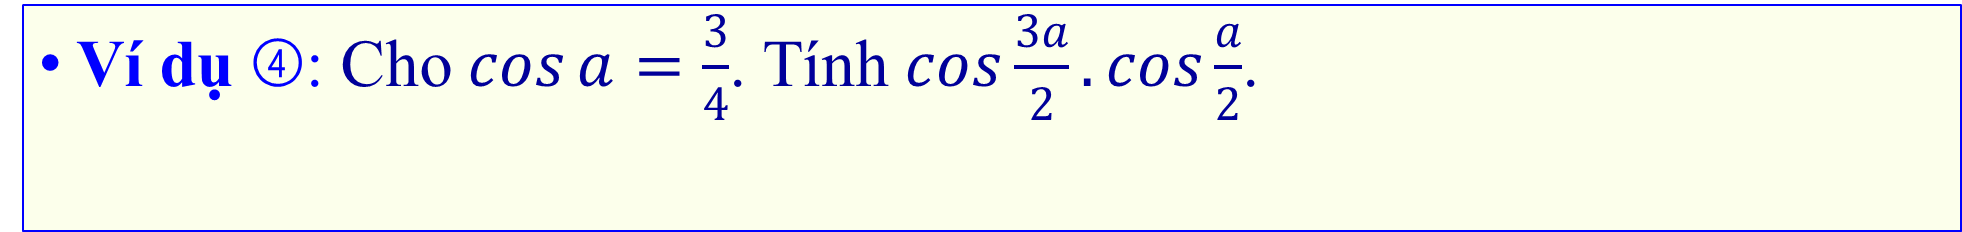 • Ví dụ ④: Cho cos a = 3/4. Tính cos 3a/2 . cos a/2.